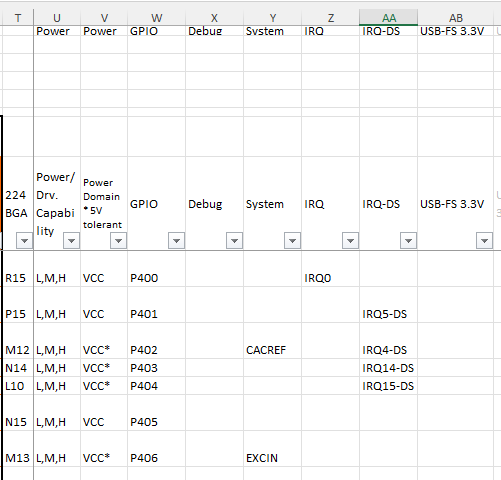 T U V W X Y Z AA AB
Power Power GPIO Debug System IRQ IRQ-DS USB-FS 3.3V
224 BGA
Power/ Drv. Capabi lity
Power Domain * 5V tolerant
GPIO Debug System IRQ IRQ-DS USB-FS 3.3V
R15 L,M,H VCC P400 IRQ0
P15 L,M,H VCC P401 IRQ5-DS
M12 L,M,H VCC* P402 CACREF IRQ4-DS
N14 L,M,H VCC* P403 IRQ14-DS
L10 L,M,H VCC* P404 IRQ15-DS
N15 L,M,H VCC P405
M13 L,M,H VCC* P406 EXCIN